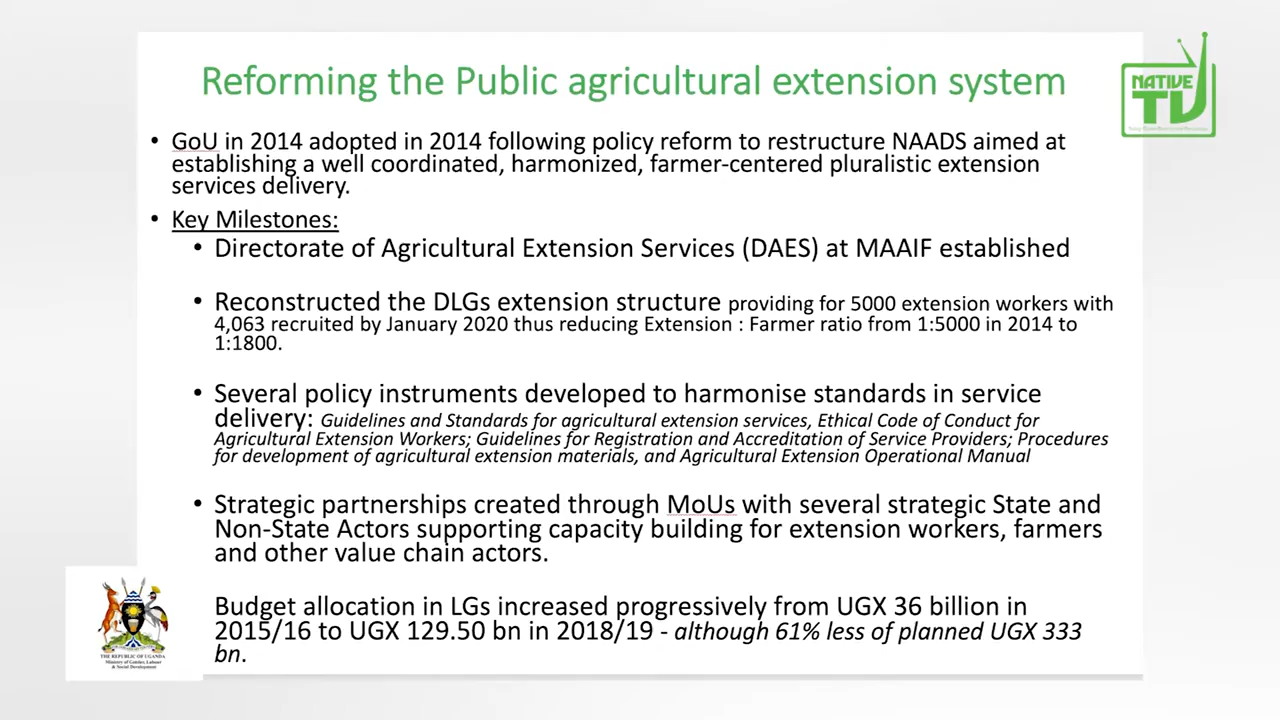 Reforming the Public agricultural extension system
NATIVE
TV
• GoU in 2014 adopted in 2014 following policy reform to restructure NAADS aimed at
establishing a well coordinated, harmonized, farmer-centered pluralistic extension
services delivery.
• Key Milestones:
• Directorate of Agricultural Extension Services (DAES) at MAAIF established
• Reconstructed the DLGs extension structure providing for 5000 extension workers with
4,063 recruited by January 2020 thus reducing Extension : Farmer ratio from 1:5000 in 2014 to
1:1800.
• Several policy instruments developed to harmonise standards in service
delivery: Guidelines and Standards for agricultural extension services, Ethical Code of Conduct for
Agricultural Extension Workers; Guidelines for Registration and Accreditation of Service Providers; Procedures
for development of agricultural extension materials, and Agricultural Extension Operational Manual
• Strategic partnerships created through MoUs with several strategic State and
Non-State Actors supporting capacity building for extension workers, farmers
and other value chain actors.
Budget allocation in LGs increased progressively from UGX 36 billion in
2015/16 to UGX 129.50 bn in 2018/19 - although 61% less of planned UGX 333
bn.
THE REPUBLIC OF UGANDA
Ministry of Gender, Labour
& Social Development